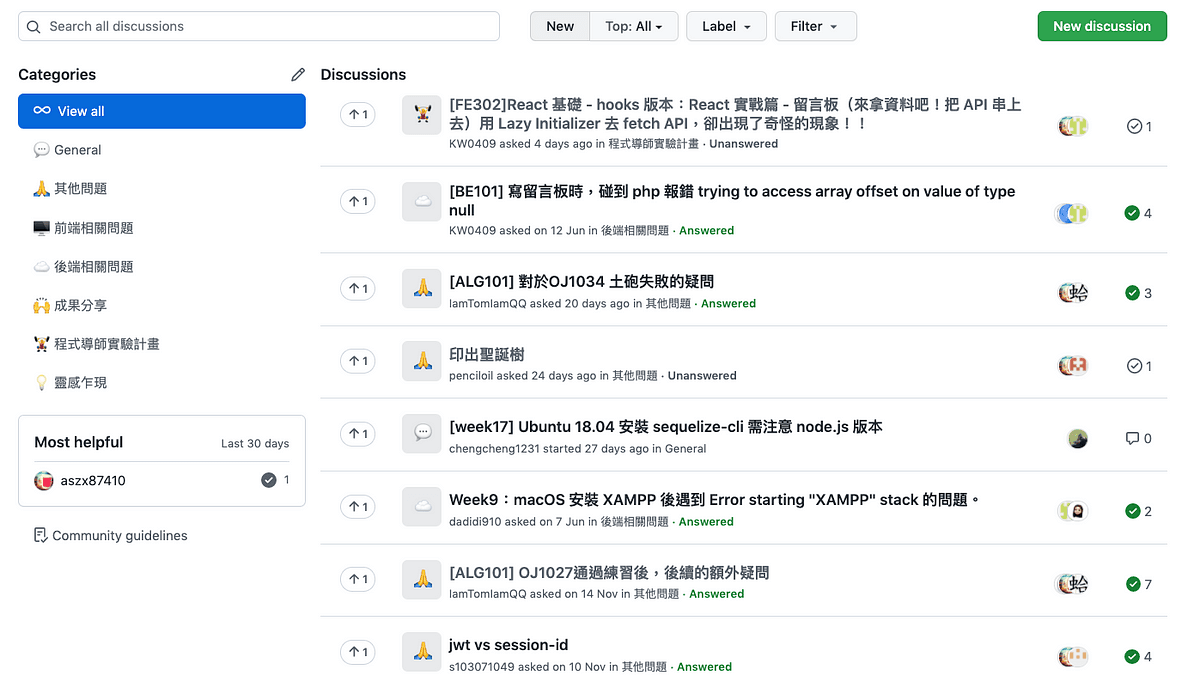 Search all discussions
New
Top: All
Label
Filter
New discussion
Categories
View all
General
其他問題
前端相關問題
後端相關問題
成果分享
程式導師實驗計畫
靈感乍現
Most helpful
Last 30 days
aszx87410
1
Community guidelines
Discussions
1
[FE302]React 基礎 - hooks 版本：React 實戰篇 - 留言板（來拿資料吧！把 API 串上
去）用 Lazy Initializer 去 fetch API，卻出現了奇怪的現象！！
KW0409 asked 4 days ago in 程式導師實驗計畫 · Unanswered
1
1
[BE101] 寫留言板時，碰到 php 報錯 trying to access array offset on value of type
null
KW0409 asked on 12 Jun in 後端相關問題 · Answered
4
1
[ALG101] 對於OJ1034 土砲失敗的疑問
IamTomIamQQ asked 20 days ago in 其他問題 · Answered
蛤
3
1
印出聖誕樹
penciloil asked 24 days ago in 其他問題 · Unanswered
1
1
[week17] Ubuntu 18.04 安裝 sequelize-cli 需注意 node.js 版本
chengcheng1231 started 27 days ago in General
0
1
Week9：macOS 安裝 XAMPP 後遇到 Error starting "XAMPP" stack 的問題。
dadidi910 asked on 7 Jun in 後端相關問題 · Answered
2
1
[ALG101] OJ1027通過練習後，後續的額外疑問
IamTomIamQQ asked on 14 Nov in 其他問題 · Answered
蛤
7
1
jwt vs session-id
s103071049 asked on 10 Nov in 其他問題 · Answered
4